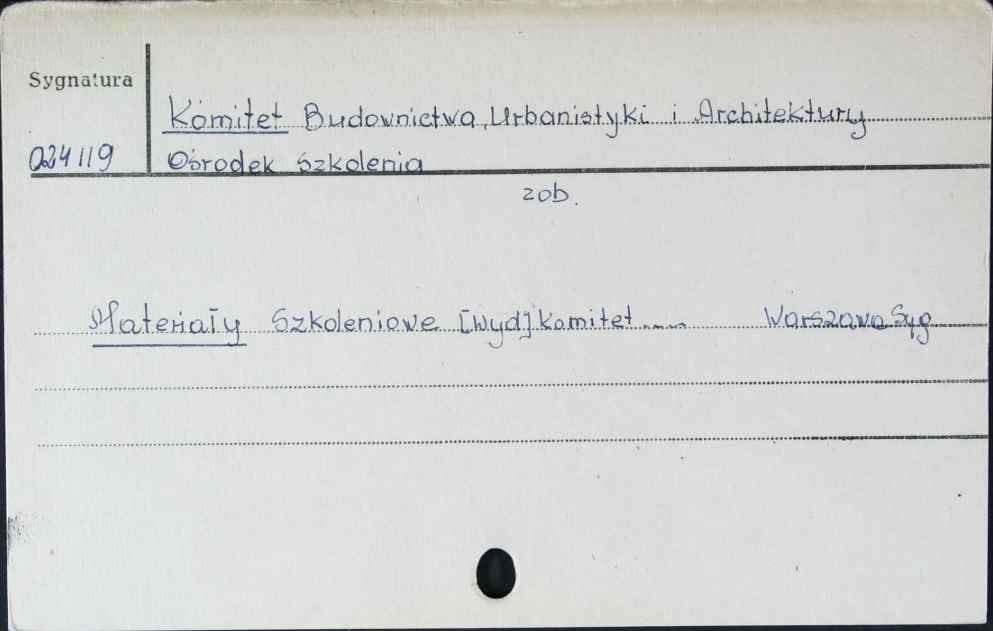 Sygnatura
Komitet Budownictwa, Urbanistyki i Architektury
024119 Ośrodek Szkolenia
zob.
Materiały Szkoleniowe [Wyd] Komitet .... Warszawa Syg